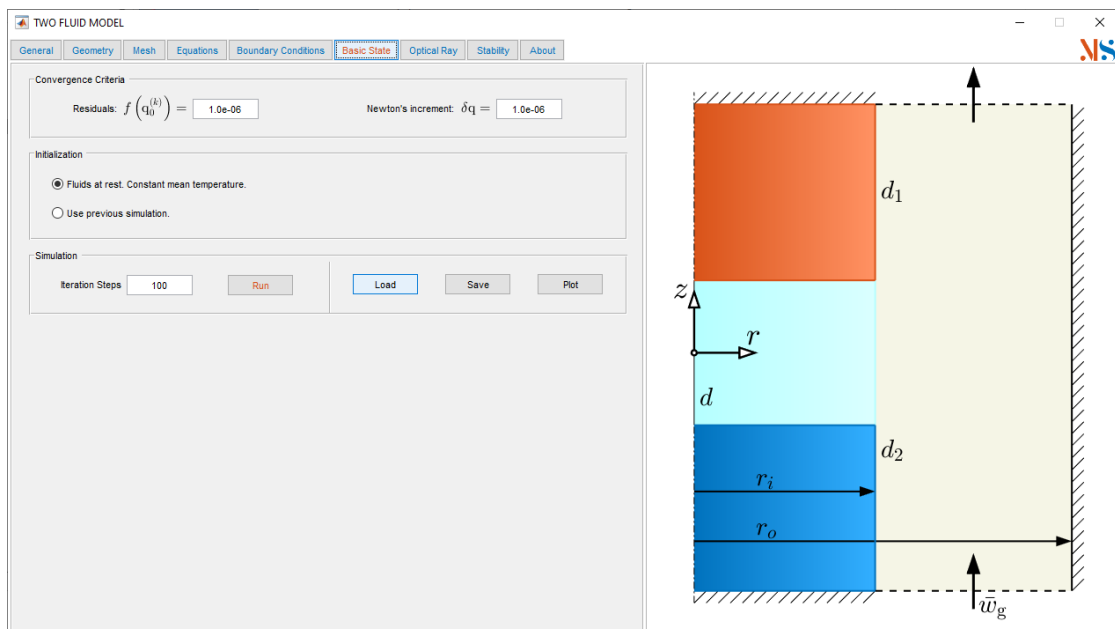 TWO FLUID MODEL
General Geometry Mesh Equations Boundary Conditions Basic State Optical Ray Stability About
MS
Convergence Criteria
Residuals: f(q₀⁽ᵏ⁾) = 1.0e-06 Newton's increment: δq = 1.0e-06
Initialization
Fluids at rest. Constant mean temperature.
Use previous simulation.
Simulation
Iteration Steps 100 Run Load Save Plot
d₁
z
r
d
d₂
rᵢ
rₒ
w̄g